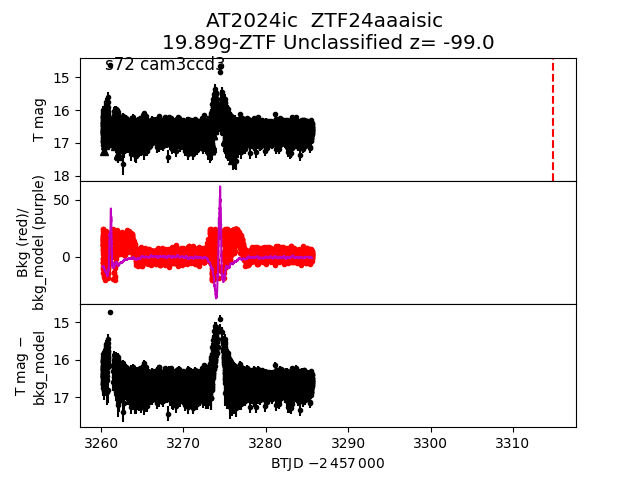 AT2024ic ZTF24aaaisic
19.89g-ZTF Unclassified z= -99.0
s72 cam3ccd3
T mag
15
16
17
18
Bkg (red)/
bkg_model (purple)
50
0
T mag −
bkg_model
15
16
17
3260 3270 3280 3290 3300 3310
BTJD −2 457 000